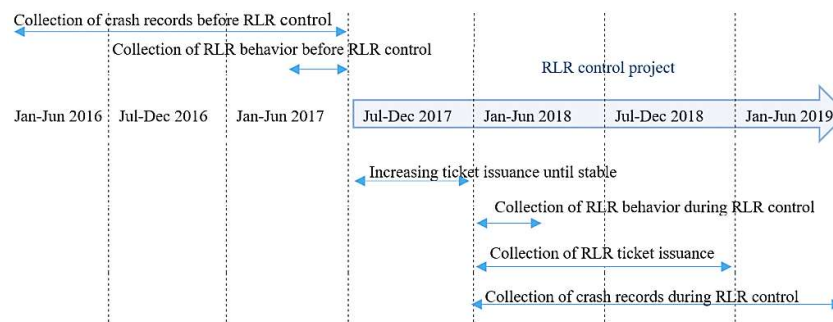 Collection of crash records before RLR control
Collection of RLR behavior before RLR control
RLR control project
Jan-Jun 2016 Jul-Dec 2016 Jan-Jun 2017 Jul-Dec 2017 Jan-Jun 2018 Jul-Dec 2018 Jan-Jun 2019
Increasing ticket issuance until stable
Collection of RLR behavior during RLR control
Collection of RLR ticket issuance
Collection of crash records during RLR control